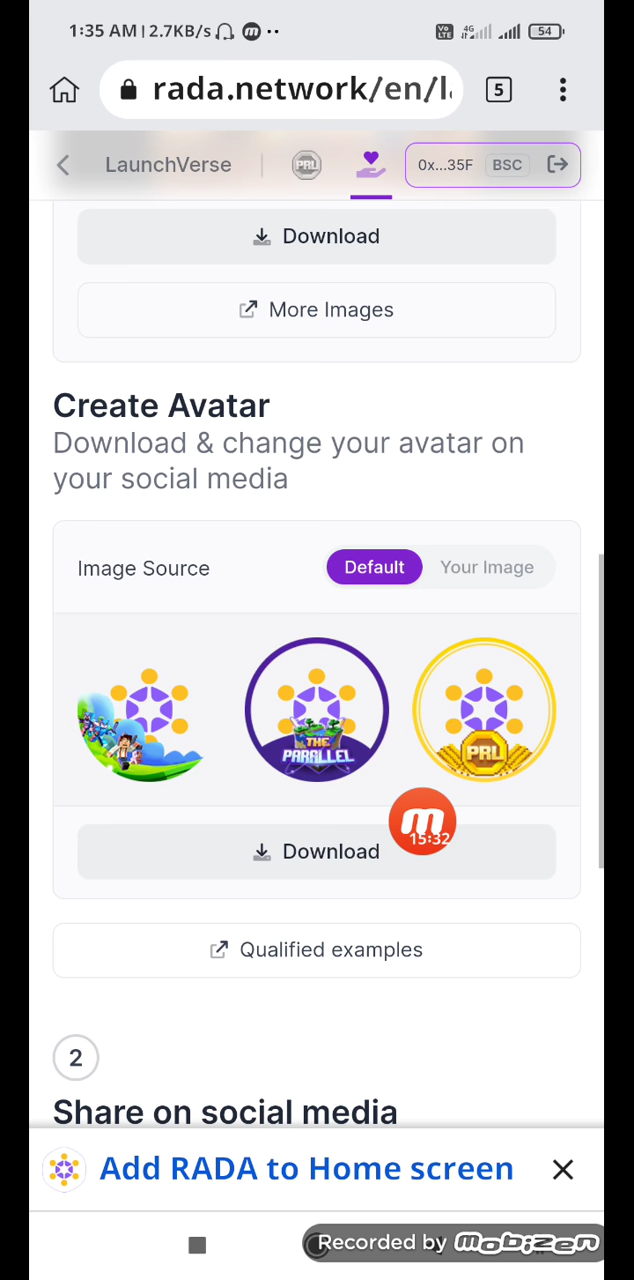 1:35 AM | 2.7KB/s
VoLTE 4G 54
rada.network/en/l
5
LaunchVerse
PRL
0x...35F BSC
Download
More Images
Create Avatar
Download & change your avatar on
your social media
Image Source
Default
Your Image
THE
PARALLEL
PRL
15:32
Download
Qualified examples
2
Share on social media
Add RADA to Home screen
Recorded by mobizen